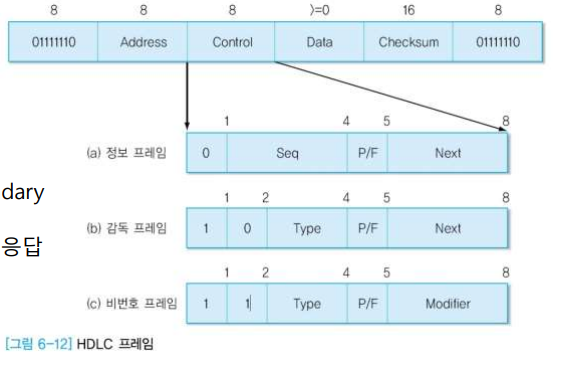 8 8 8 >=0 16 8
01111110 Address Control Data Checksum 01111110
1 4 5 8
(a) 정보 프레임 0 Seq P/F Next
dary
1 2 4 5 8
(b) 감독 프레임 1 0 Type P/F Next
응답
1 2 4 5 8
(c) 비번호 프레임 1 1 Type P/F Modifier
[그림 6-12] HDLC 프레임